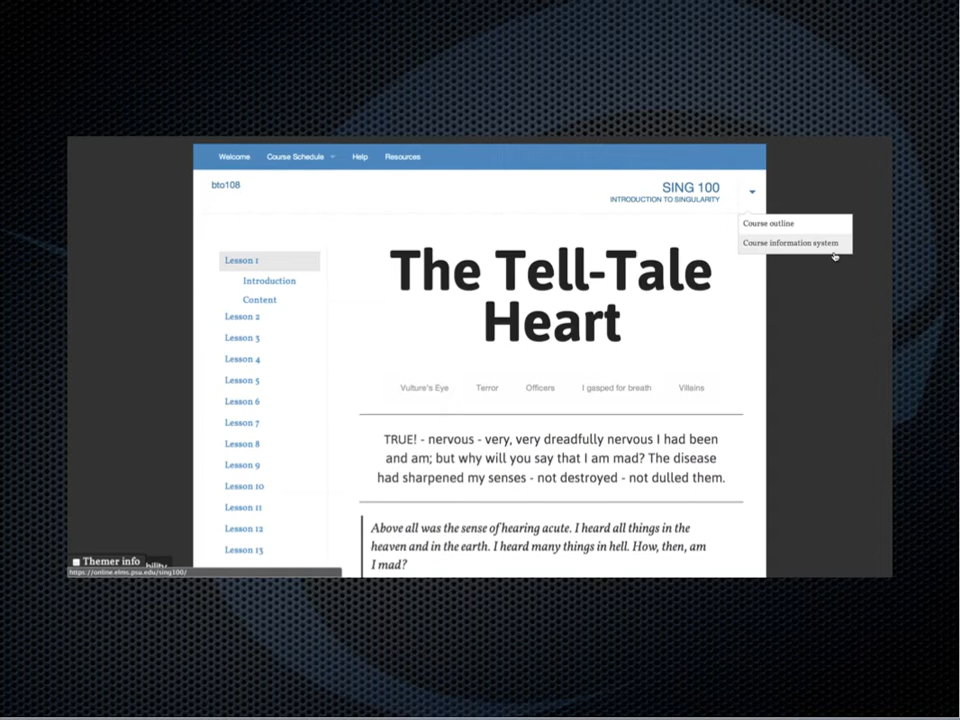 Welcome
Course Schedule
Help
Resources
bto108
SING 100
INTRODUCTION TO SINGULARITY
Course outline
Course information system
Lesson 1
Introduction
Content
Lesson 2
Lesson 3
Lesson 4
Lesson 5
Lesson 6
Lesson 7
Lesson 8
Lesson 9
Lesson 10
Lesson 11
Lesson 12
Lesson 13
The Tell-Tale
Heart
Vulture's Eye
Terror
Officers
I gasped for breath
Villains
TRUE! - nervous - very, very dreadfully nervous I had been
and am; but why will you say that I am mad? The disease
had sharpened my senses - not destroyed - not dulled them.
Above all was the sense of hearing acute. I heard all things in the
heaven and in the earth. I heard many things in hell. How, then, am
I mad?
Themer info
https://online.elms.psu.edu/sing100/